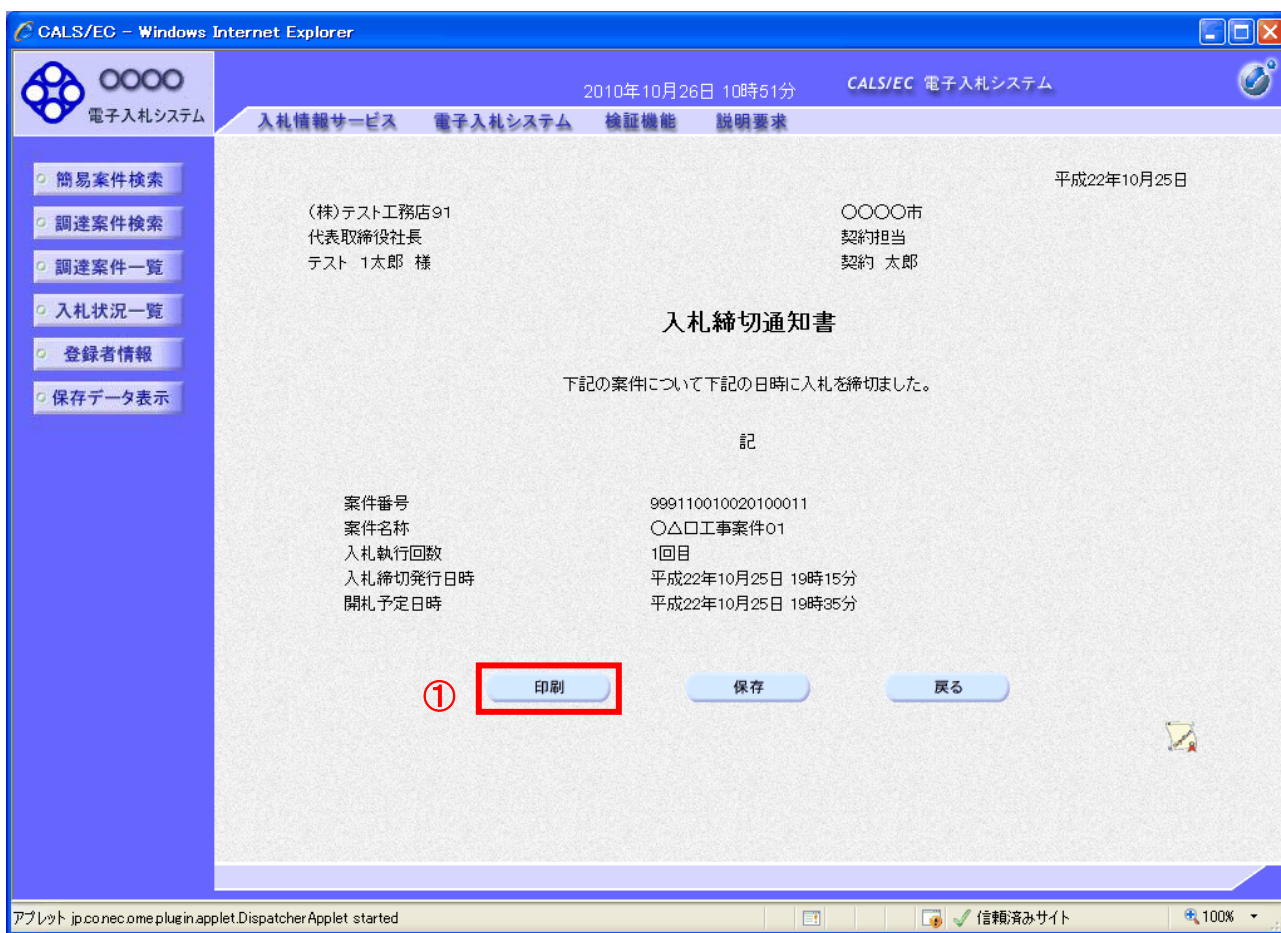 CALS/EC - Windows Internet Explorer
〇〇〇〇
電子入札システム
2010年10月26日 10時51分
CALS/EC 電子入札システム
入札情報サービス 電子入札システム 検証機能 説明要求
簡易案件検索
調達案件検索
調達案件一覧
入札状況一覧
登録者情報
保存データ表示
平成22年10月25日
(株)テスト工務店91
代表取締役社長
テスト 1太郎 様
〇〇〇〇市
契約担当
契約 太郎
入札締切通知書
下記の案件について下記の日時に入札を締切ました。
記
案件番号 999110010020100011
案件名称 〇△口工事案件01
入札執行回数 1回目
入札締切発行日時 平成22年10月25日 19時15分
開札予定日時 平成22年10月25日 19時35分
① 印刷 保存 戻る
アプレット jp.co.nec.ome.plugin.applet.DispatcherApplet started
信頼済みサイト
100%